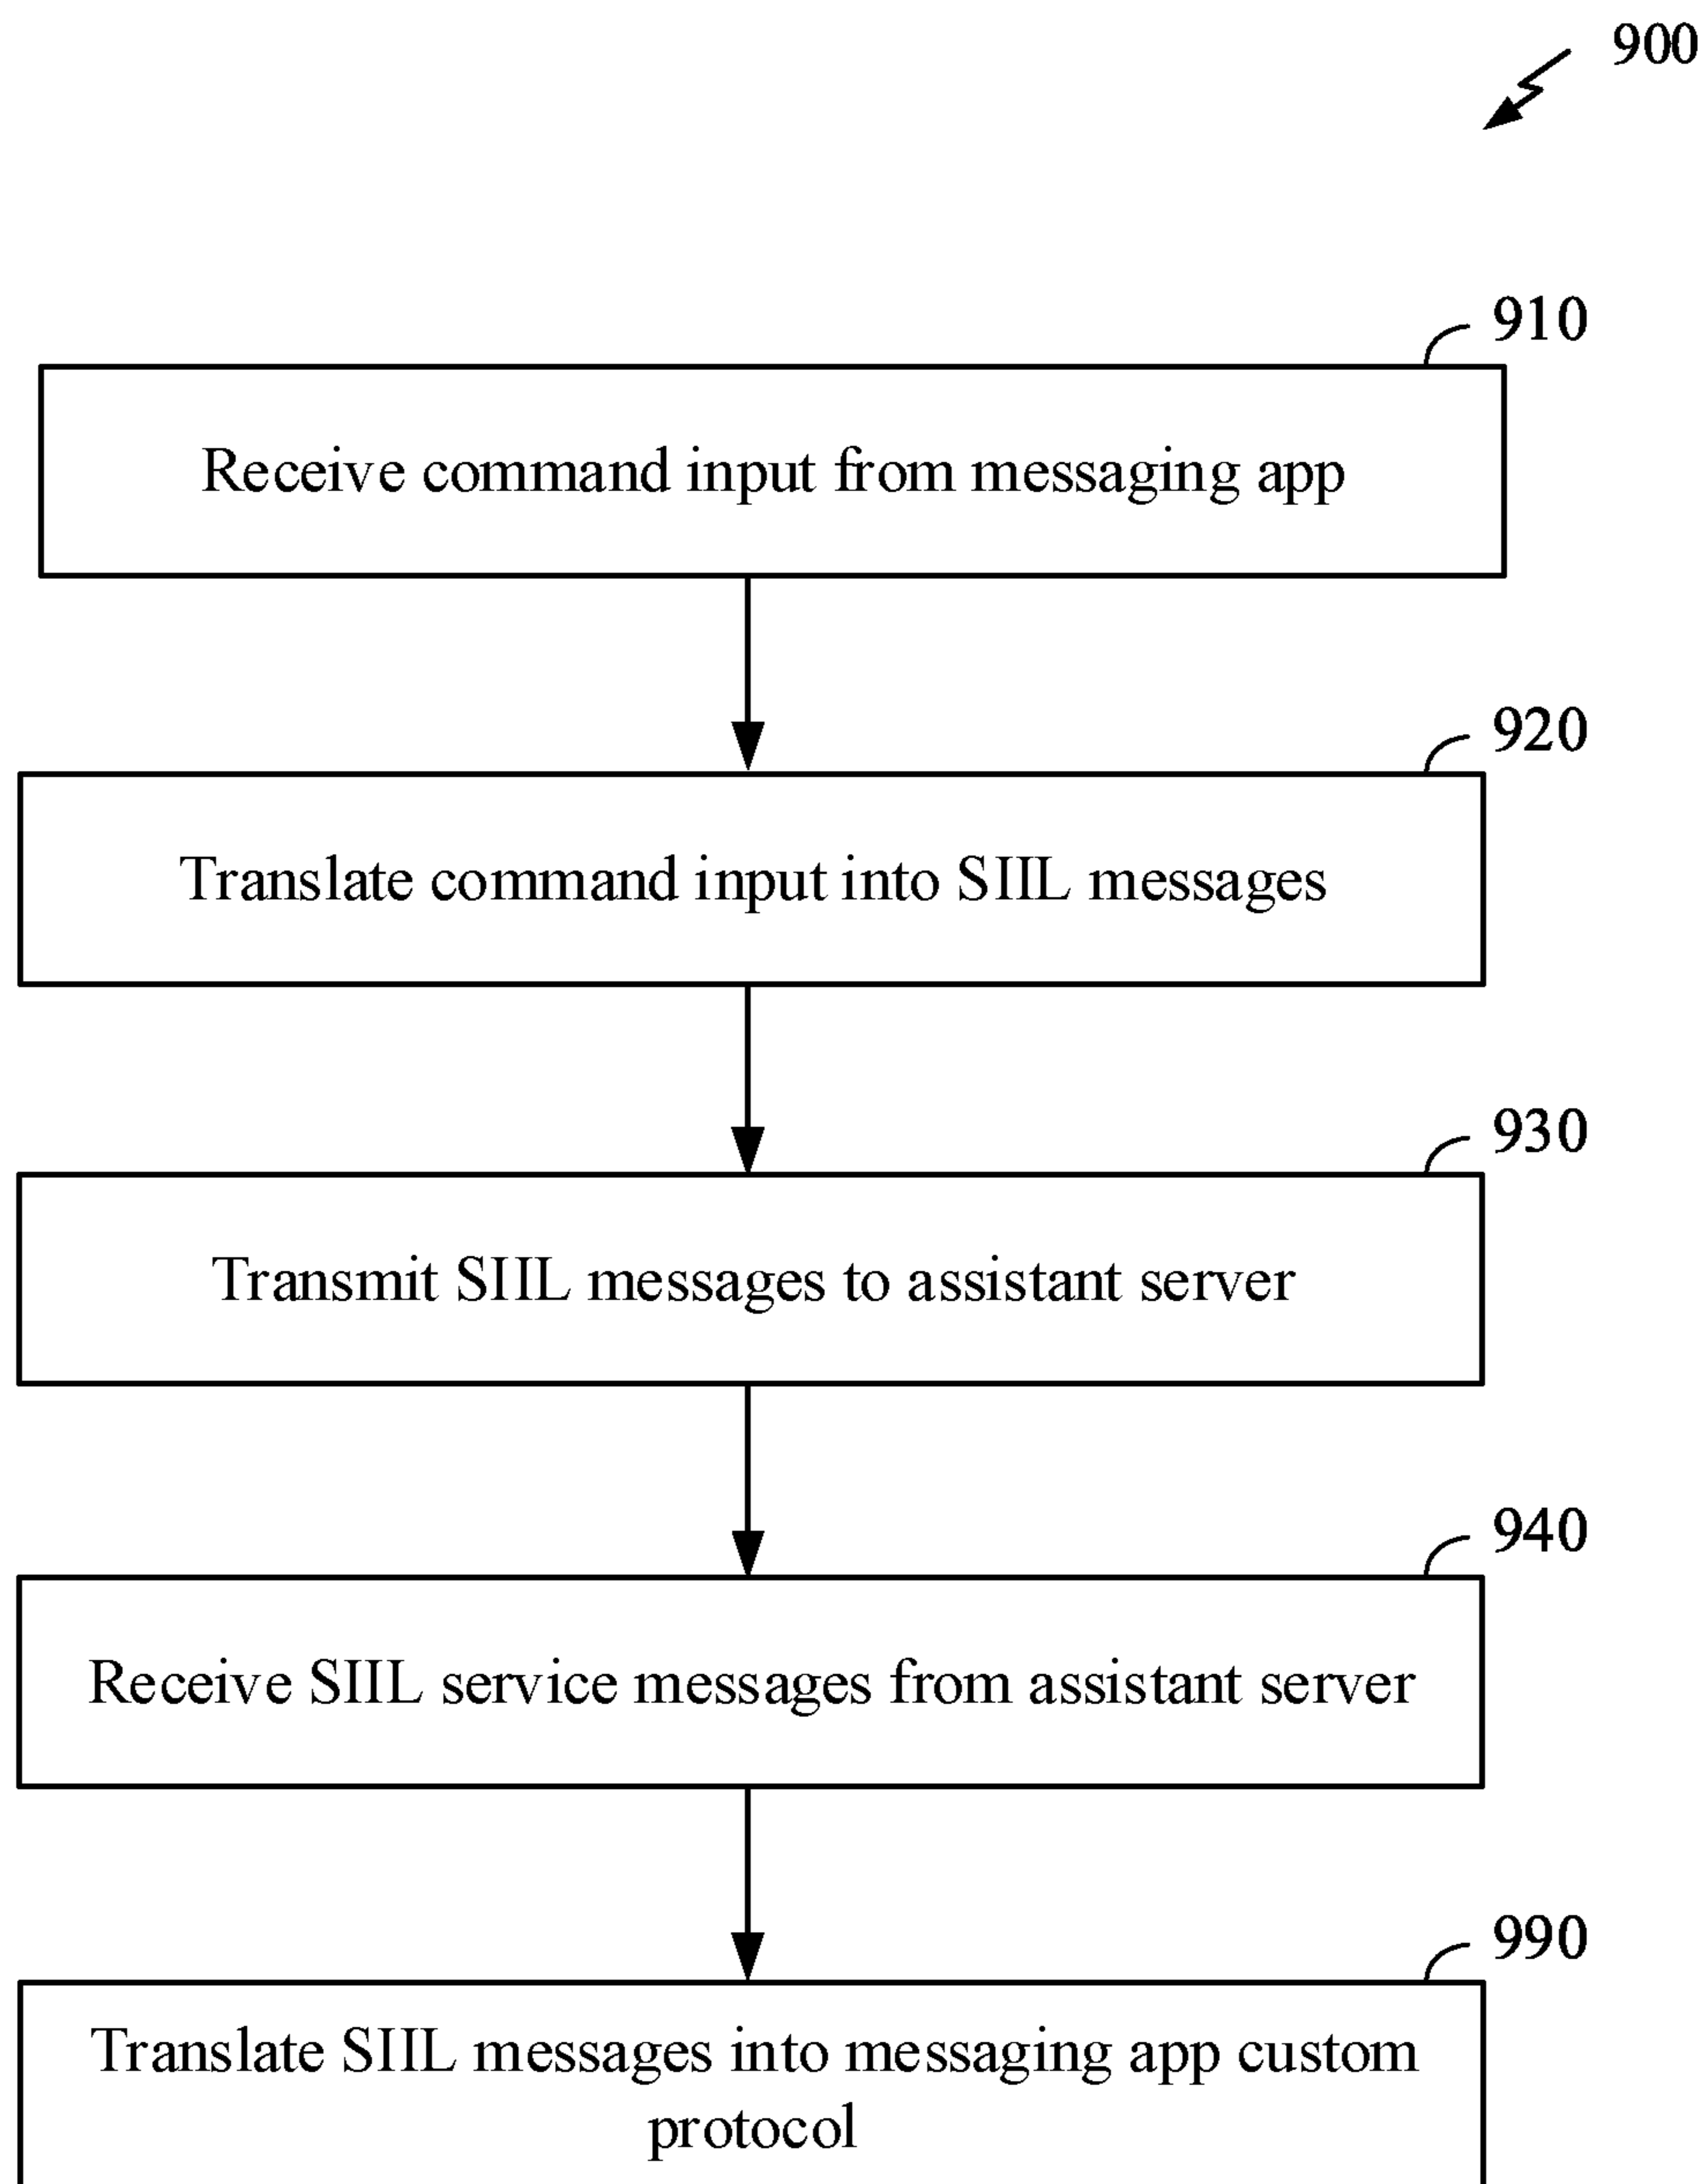 900
910
Receive command input from messaging app
920
Translate command input into SIIL messages
930
Transmit SIIL messages to assistant server
940
Receive SIIL service messages from assistant server
990
Translate SIIL messages into messaging app custom
protocol